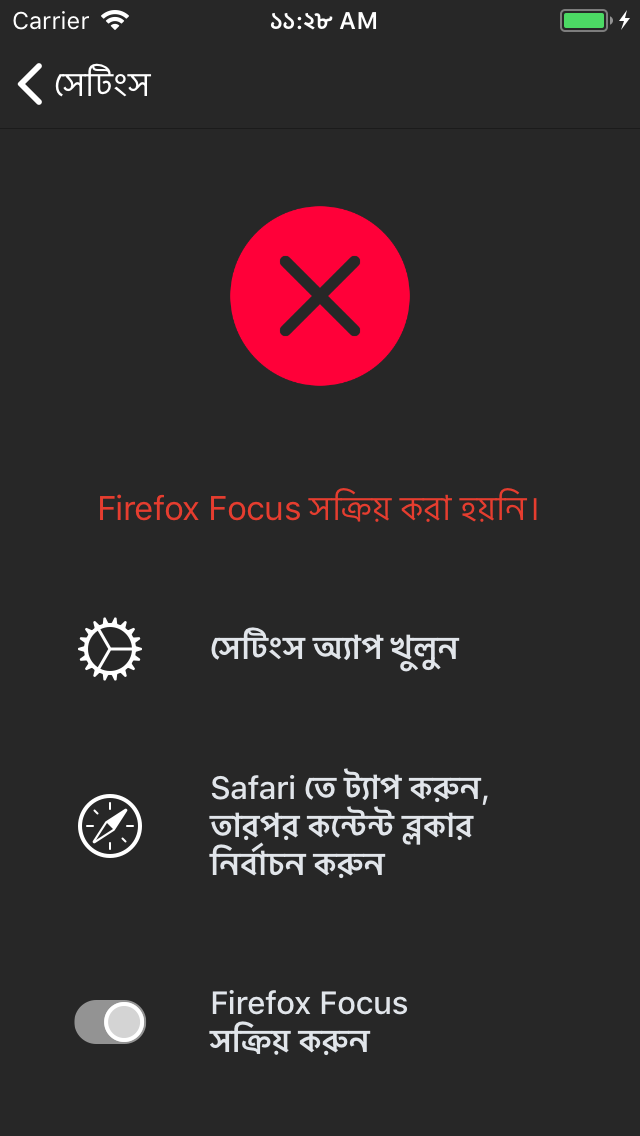 Carrier ১১:২৮ AM
সেটিংস
Firefox Focus সক্রিয় করা হয়নি।
সেটিংস অ্যাপ খুলুন
Safari তে ট্যাপ করুন,
তারপর কন্টেন্ট ব্লকার
নির্বাচন করুন
Firefox Focus
সক্রিয় করুন